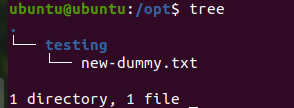 ubuntu@ubuntu:/opt$ tree
.
└── testing
    └── new-dummy.txt

1 directory, 1 file